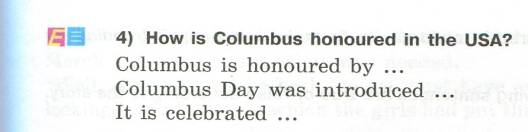 4) How is Columbus honoured in the USA?
Columbus is honoured by ...
Columbus Day was introduced ...
It is celebrated ...